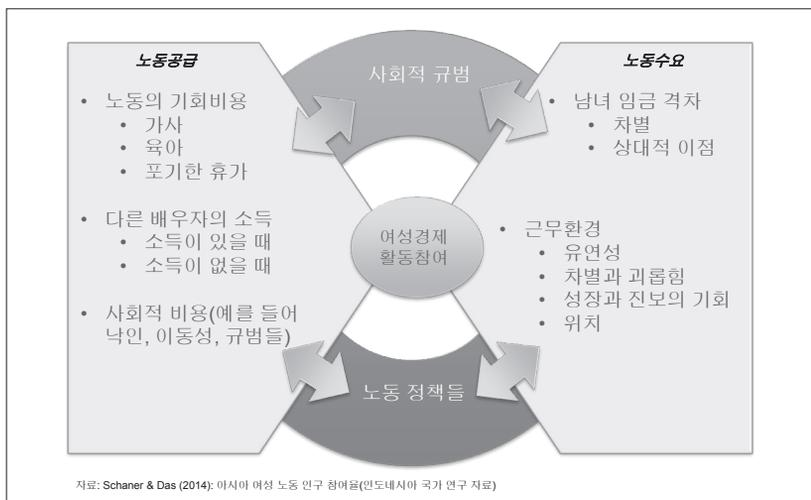 노동공급
• 노동의 기회비용
• 가사
• 육아
• 포기한 휴가
• 다른 배우자의 소득
• 소득이 있을 때
• 소득이 없을 때
• 사회적 비용(예를 들어
낙인, 이동성, 규범들)
사회적 규범
여성경제
활동참여
노동 정책들
노동수요
• 남녀 임금 격차
• 차별
• 상대적 이점
• 근무환경
• 유연성
• 차별과 괴롭힘
• 성장과 진보의 기회
• 위치
자료: Schaner & Das (2014): 아시아 여성 노동 인구 참여율(인도네시아 국가 연구 자료)